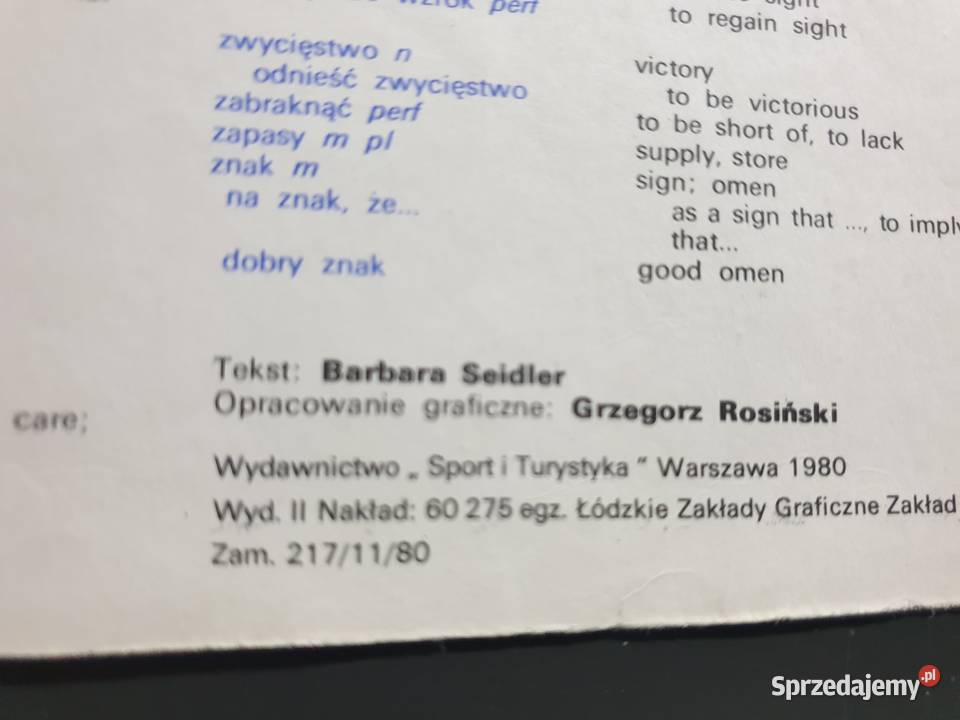 wzrok perf
to regain sight
zwycięstwo n
victory
odnieść zwycięstwo
to be victorious
zabraknąć perf
to be short of, to lack
zapasy m pl
supply, store
znak m
sign; omen
na znak, że...
as a sign that ..., to imply
that...
dobry znak
good omen
care;
Tekst: Barbara Seidler
Opracowanie graficzne: Grzegorz Rosiński
Wydawnictwo „ Sport i Turystyka " Warszawa 1980
Wyd. II Nakład: 60 275 egz. Łódzkie Zakłady Graficzne Zakład
Zam. 217/11/80
Sprzedajemy.pl